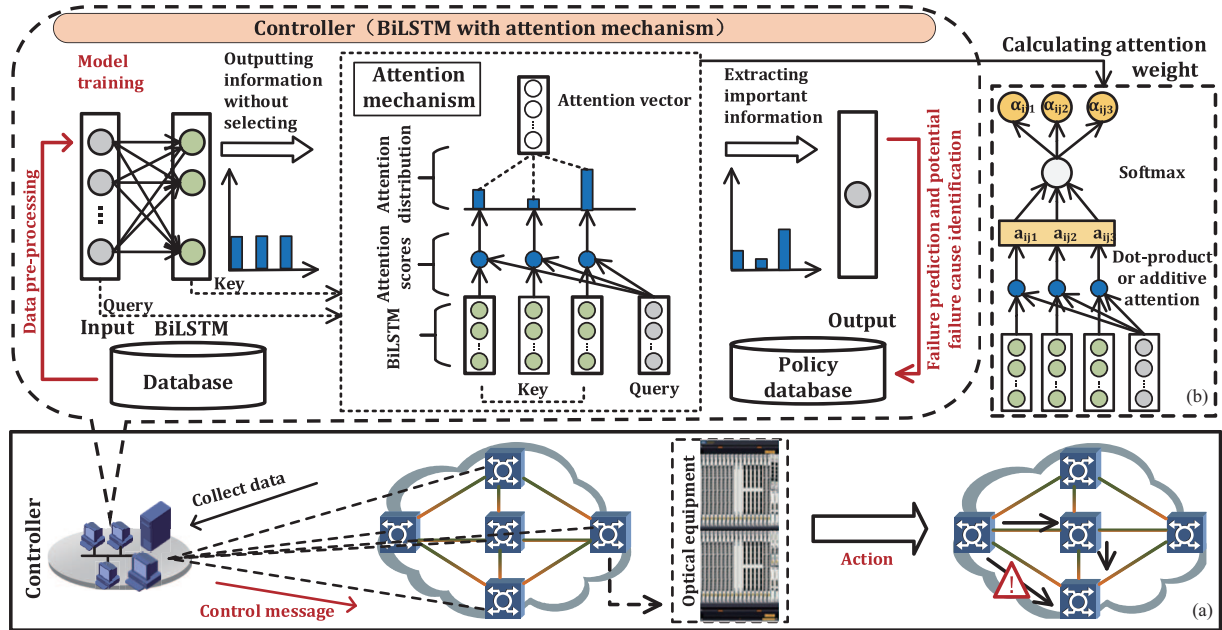 Controller（BiLSTM with attention mechanism）
Model
training
Outputting
information
without
selecting
Data pre-processing
Query
Key
Input
BiLSTM
Database
Attention
mechanism
Attention vector
Attention
distribution
Attention
scores
BiLSTM
Key
Query
Extracting
important
information
Output
Policy
database
Failure prediction and potential
failure cause identification
Calculating attention
weight
αij1 αij2 αij3
Softmax
aij1 aij2 aij3
Dot-product
or additive
attention
(b)
Controller
Collect data
Control message
Optical equipment
Action
!
(a)